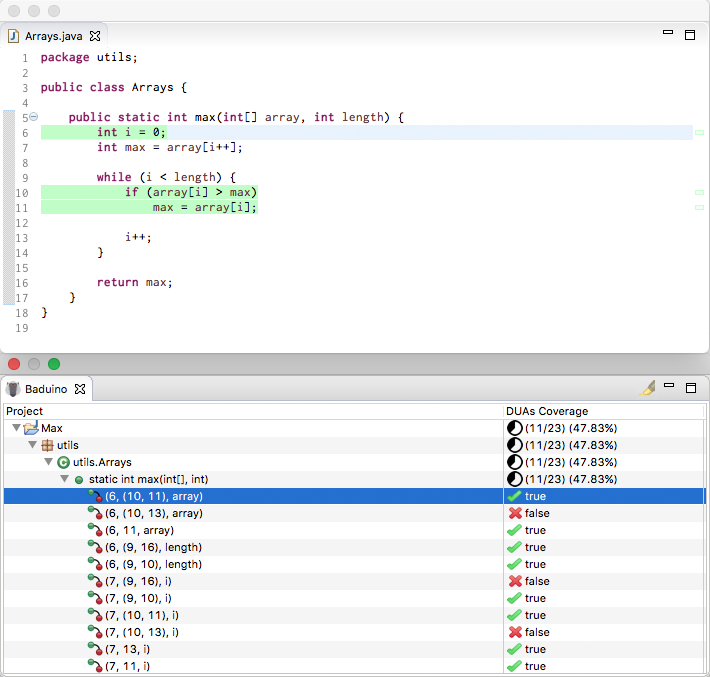 Arrays.java
1 package utils;
2
3 public class Arrays {
4
5 public static int max(int[] array, int length) {
6 int i = 0;
7 int max = array[i++];
8
9 while (i < length) {
10 if (array[i] > max)
11 max = array[i];
12
13 i++;
14 }
15
16 return max;
17 }
18 }
19
Baduino
Project DUAs Coverage
Max (11/23) (47.83%)
utils (11/23) (47.83%)
utils.Arrays (11/23) (47.83%)
static int max(int[], int) (11/23) (47.83%)
(6, (10, 11), array) true
(6, (10, 13), array) false
(6, 11, array) true
(6, (9, 16), length) true
(6, (9, 10), length) true
(7, (9, 16), i) false
(7, (9, 10), i) true
(7, (10, 11), i) true
(7, (10, 13), i) false
(7, 13, i) true
(7, 11, i) true